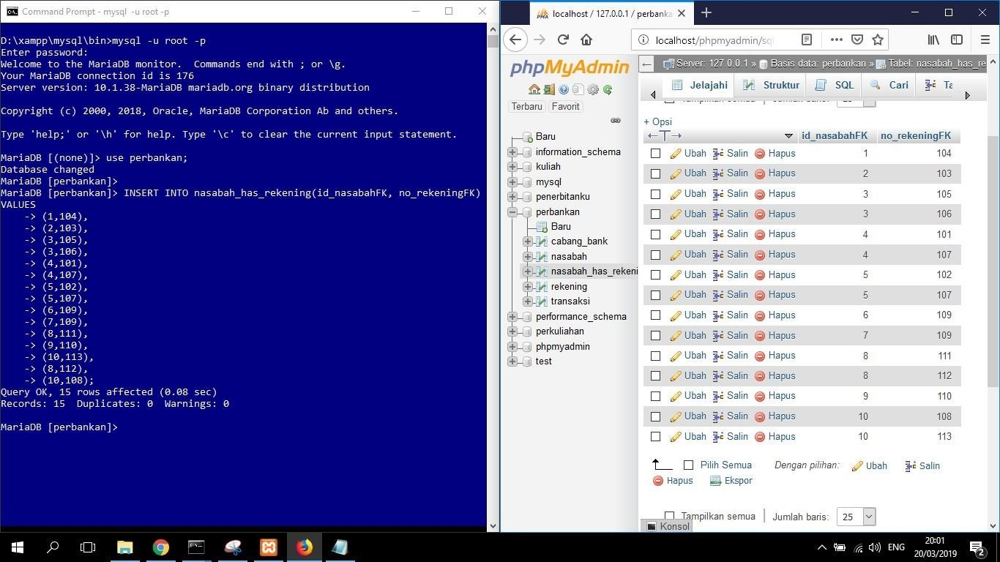 Command Prompt - mysql -u root -p
D:\xampp\mysql\bin>mysql -u root -p
Enter password:
Welcome to the MariaDB monitor.  Commands end with ; or \g.
Your MariaDB connection id is 176
Server version: 10.1.38-MariaDB mariadb.org binary distribution
Copyright (c) 2000, 2018, Oracle, MariaDB Corporation Ab and others.
Type 'help;' or '\h' for help. Type '\c' to clear the current input statement.
MariaDB [(none)]> use perbankan;
Database changed
MariaDB [perbankan]>
MariaDB [perbankan]> INSERT INTO nasabah_has_rekening(id_nasabahFK, no_rekeningFK)
VALUES
    -> (1,104),
    -> (2,103),
    -> (3,105),
    -> (3,106),
    -> (4,101),
    -> (4,107),
    -> (5,102),
    -> (5,107),
    -> (6,109),
    -> (7,109),
    -> (8,111),
    -> (9,110),
    -> (10,113),
    -> (8,112),
    -> (10,108);
Query OK, 15 rows affected (0.08 sec)
Records: 15  Duplicates: 0  Warnings: 0
MariaDB [perbankan]>
PMA localhost / 127.0.0.1 / perbanka
localhost/phpmyadmin/sql
phpMyAdmin
Terbaru Favorit
Baru
information_schema
kuliah
mysql
penerbitanku
perbankan
Baru
cabang_bank
nasabah
nasabah_has_rekeni
rekening
transaksi
performance_schema
perkuliahan
phpmyadmin
test
Server: 127.0.0.1 » Basis data: perbankan » Tabel: nasabah_has_re
Jelajahi Struktur SQL Cari Ta
Tampilkan semua Jumlah baris: 25
+ Opsi
id_nasabahFK no_rekeningFK
Ubah Salin Hapus 1 104
Ubah Salin Hapus 2 103
Ubah Salin Hapus 3 105
Ubah Salin Hapus 3 106
Ubah Salin Hapus 4 101
Ubah Salin Hapus 4 107
Ubah Salin Hapus 5 102
Ubah Salin Hapus 5 107
Ubah Salin Hapus 6 109
Ubah Salin Hapus 7 109
Ubah Salin Hapus 8 111
Ubah Salin Hapus 8 112
Ubah Salin Hapus 9 110
Ubah Salin Hapus 10 108
Ubah Salin Hapus 10 113
Pilih Semua Dengan pilihan: Ubah Salin
Hapus Ekspor
Tampilkan semua Jumlah baris: 25
Konsol
ENG
20:01
20/03/2019
2